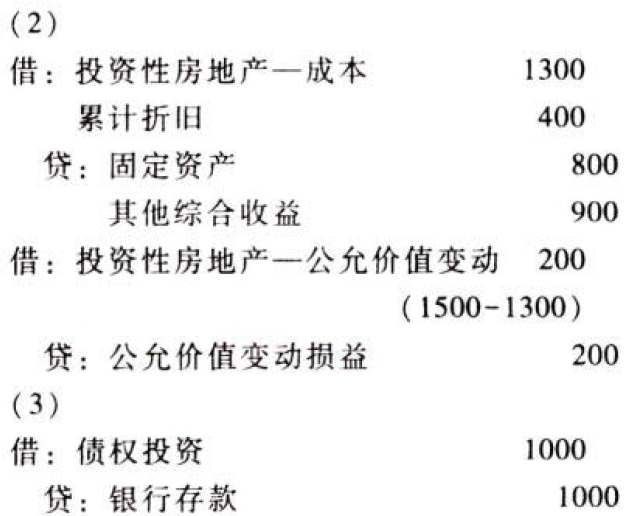 (2)
借：投资性房地产—成本 1300
累计折旧 400
贷：固定资产 800
其他综合收益 900
借：投资性房地产—公允价值变动 200
(1500-1300)
贷：公允价值变动损益 200
(3)
借：债权投资 1000
贷：银行存款 1000